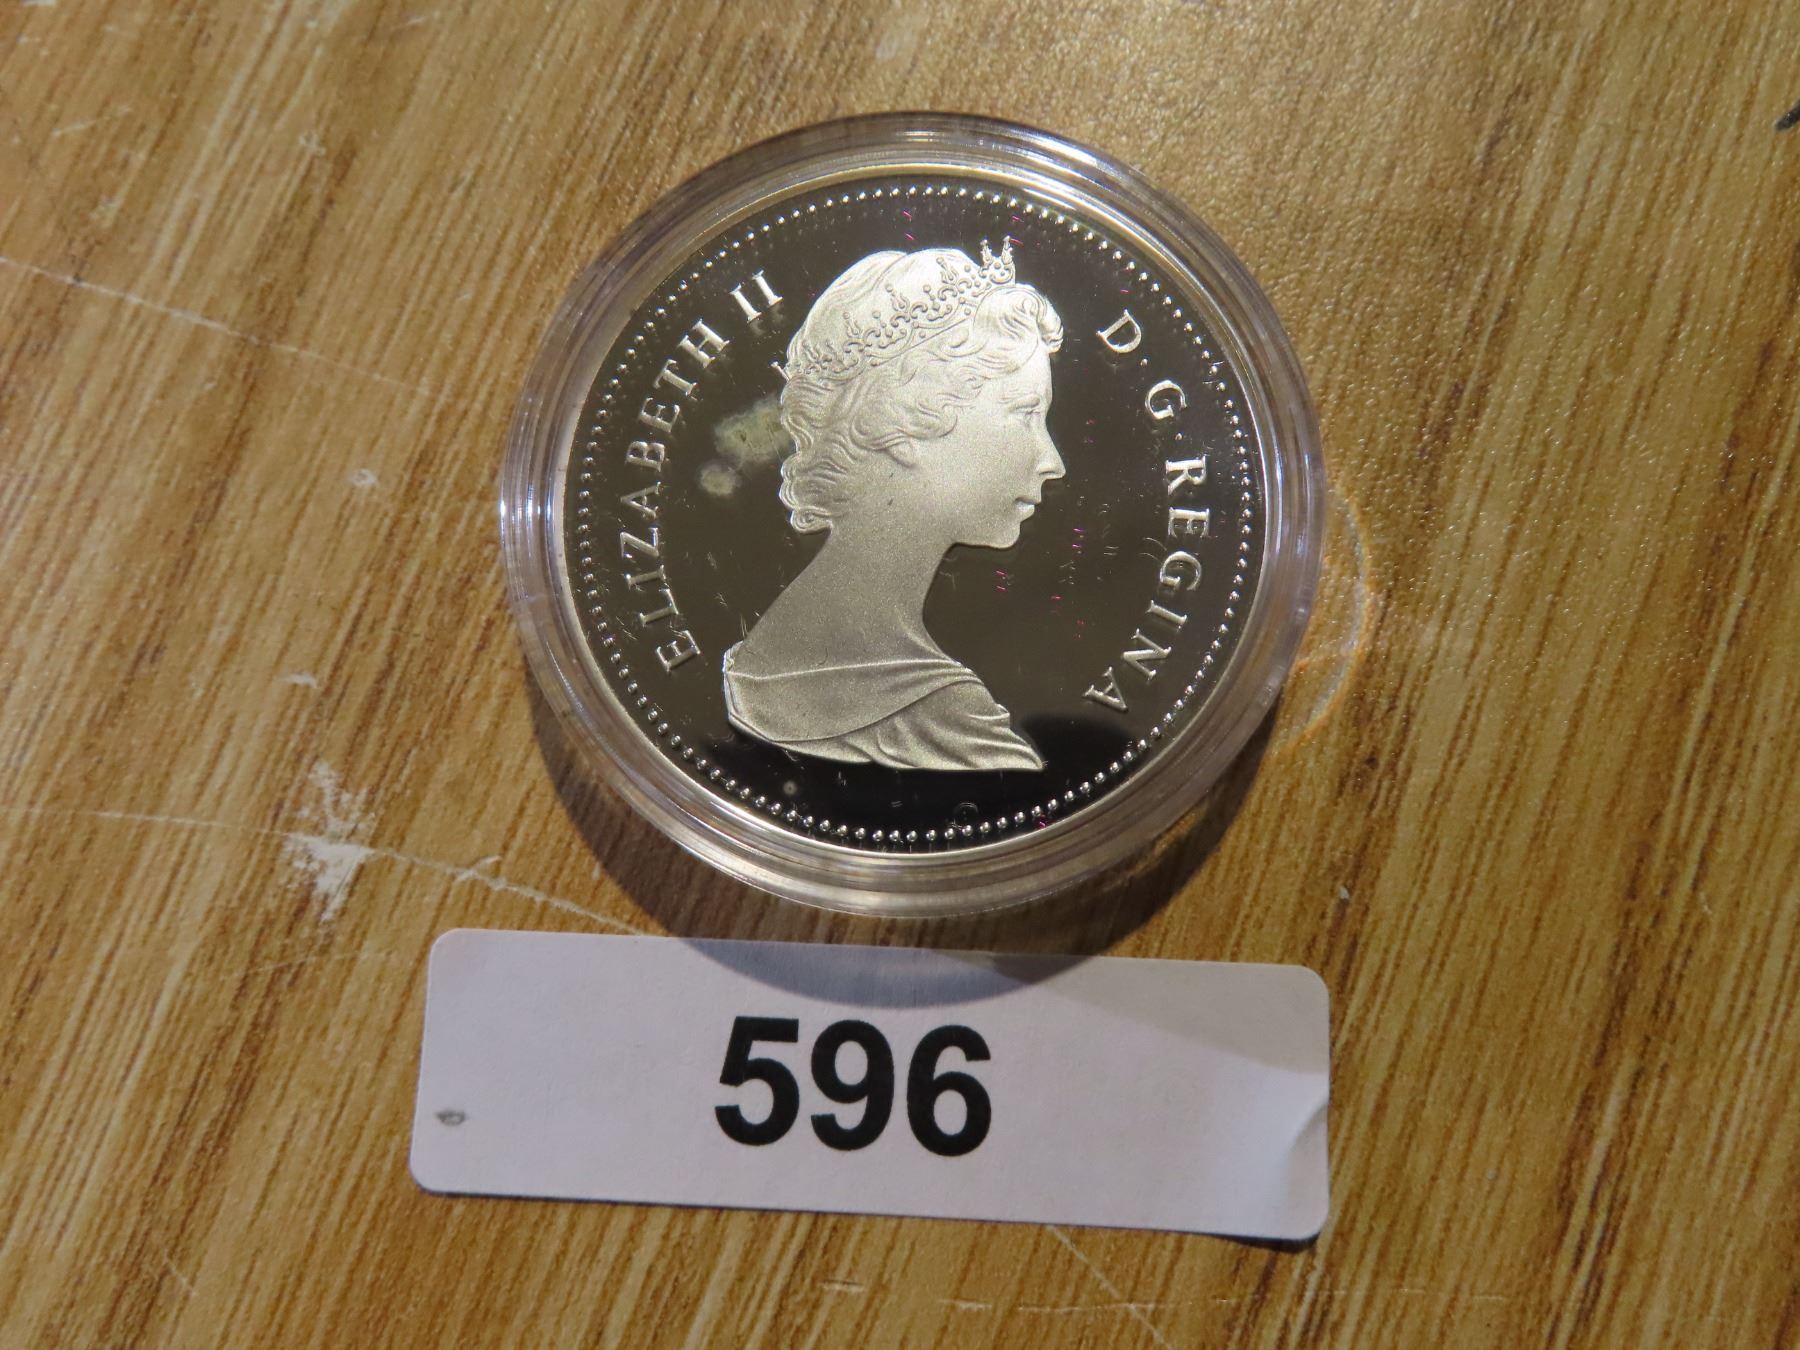 ELIZABETH II D·G·REGINA
596